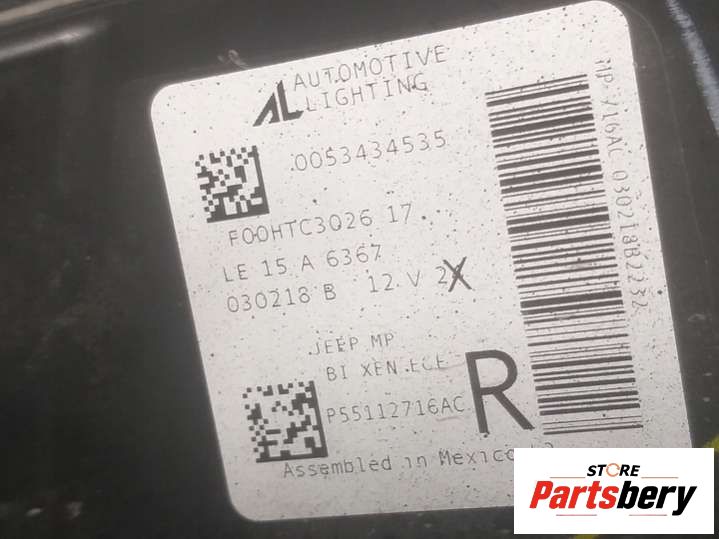 AL AUTOMOTIVE
LIGHTING
0053434535
F00HTC3026 17
LE 15 A 6367
030218 B 12 V 2X
JEEP MP
BI XEN ECE
P55112716AC
R
Assembled in Mexico
STORE
Partsbery